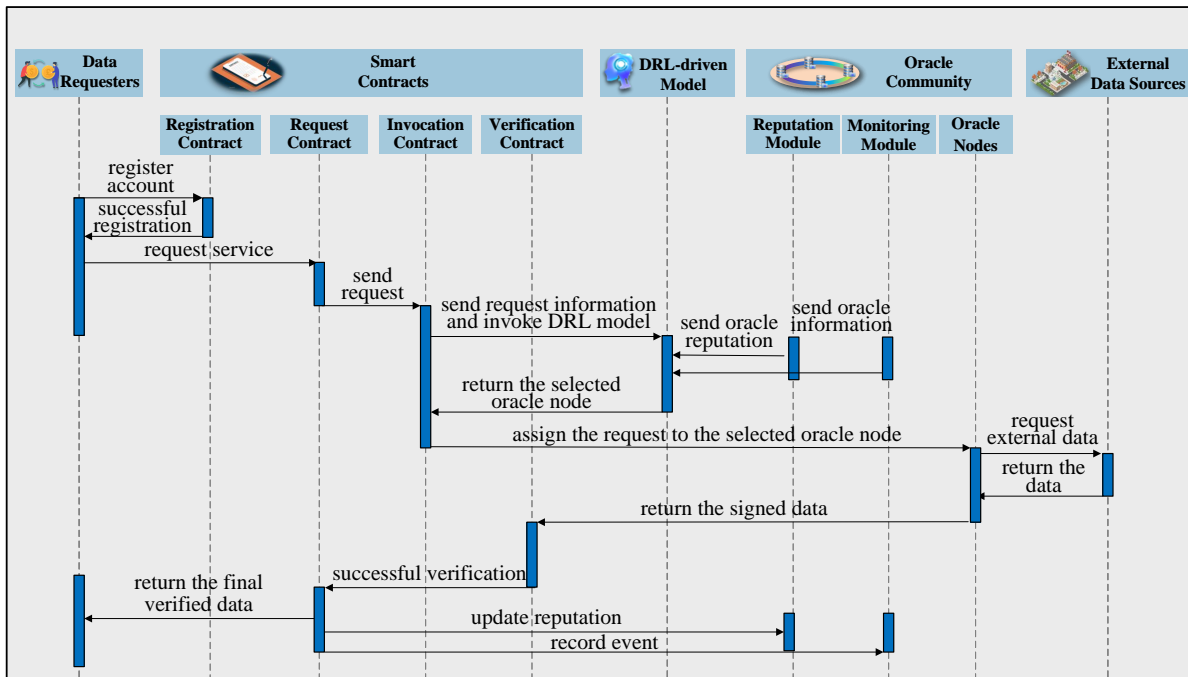 Data
Requesters
Smart
Contracts
DRL-driven
Model
Oracle
Community
External
Data Sources
Registration
Contract
Request
Contract
Invocation
Contract
Verification
Contract
Reputation
Module
Monitoring
Module
Oracle
Nodes
register
account
successful
registration
request service
send
request
send request information
and invoke DRL model
send oracle
reputation
send oracle
information
return the selected
oracle node
assign the request to the selected oracle node
request
external data
return the
data
return the signed data
successful verification
return the final
verified data
update reputation
record event